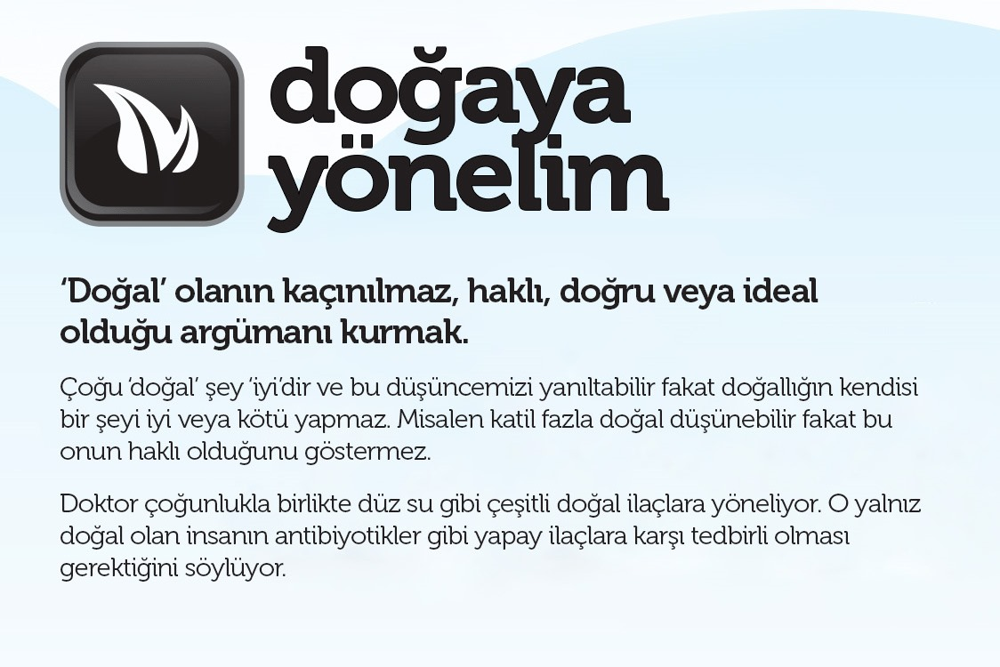 doğaya
yönelim
‘Doğal’ olanın kaçınılmaz, haklı, doğru veya ideal
olduğu argümanı kurmak.
Çoğu ‘doğal’ şey ‘iyi’dir ve bu düşüncemizi yanıltabilir fakat doğallığın kendisi
bir şeyi iyi veya kötü yapmaz. Misalen katil fazla doğal düşünebilir fakat bu
onun haklı olduğunu göstermez.
Doktor çoğunlukla birlikte düz su gibi çeşitli doğal ilaçlara yöneliyor. O yalnız
doğal olan insanın antibiyotikler gibi yapay ilaçlara karşı tedbirli olması
gerektiğini söylüyor.